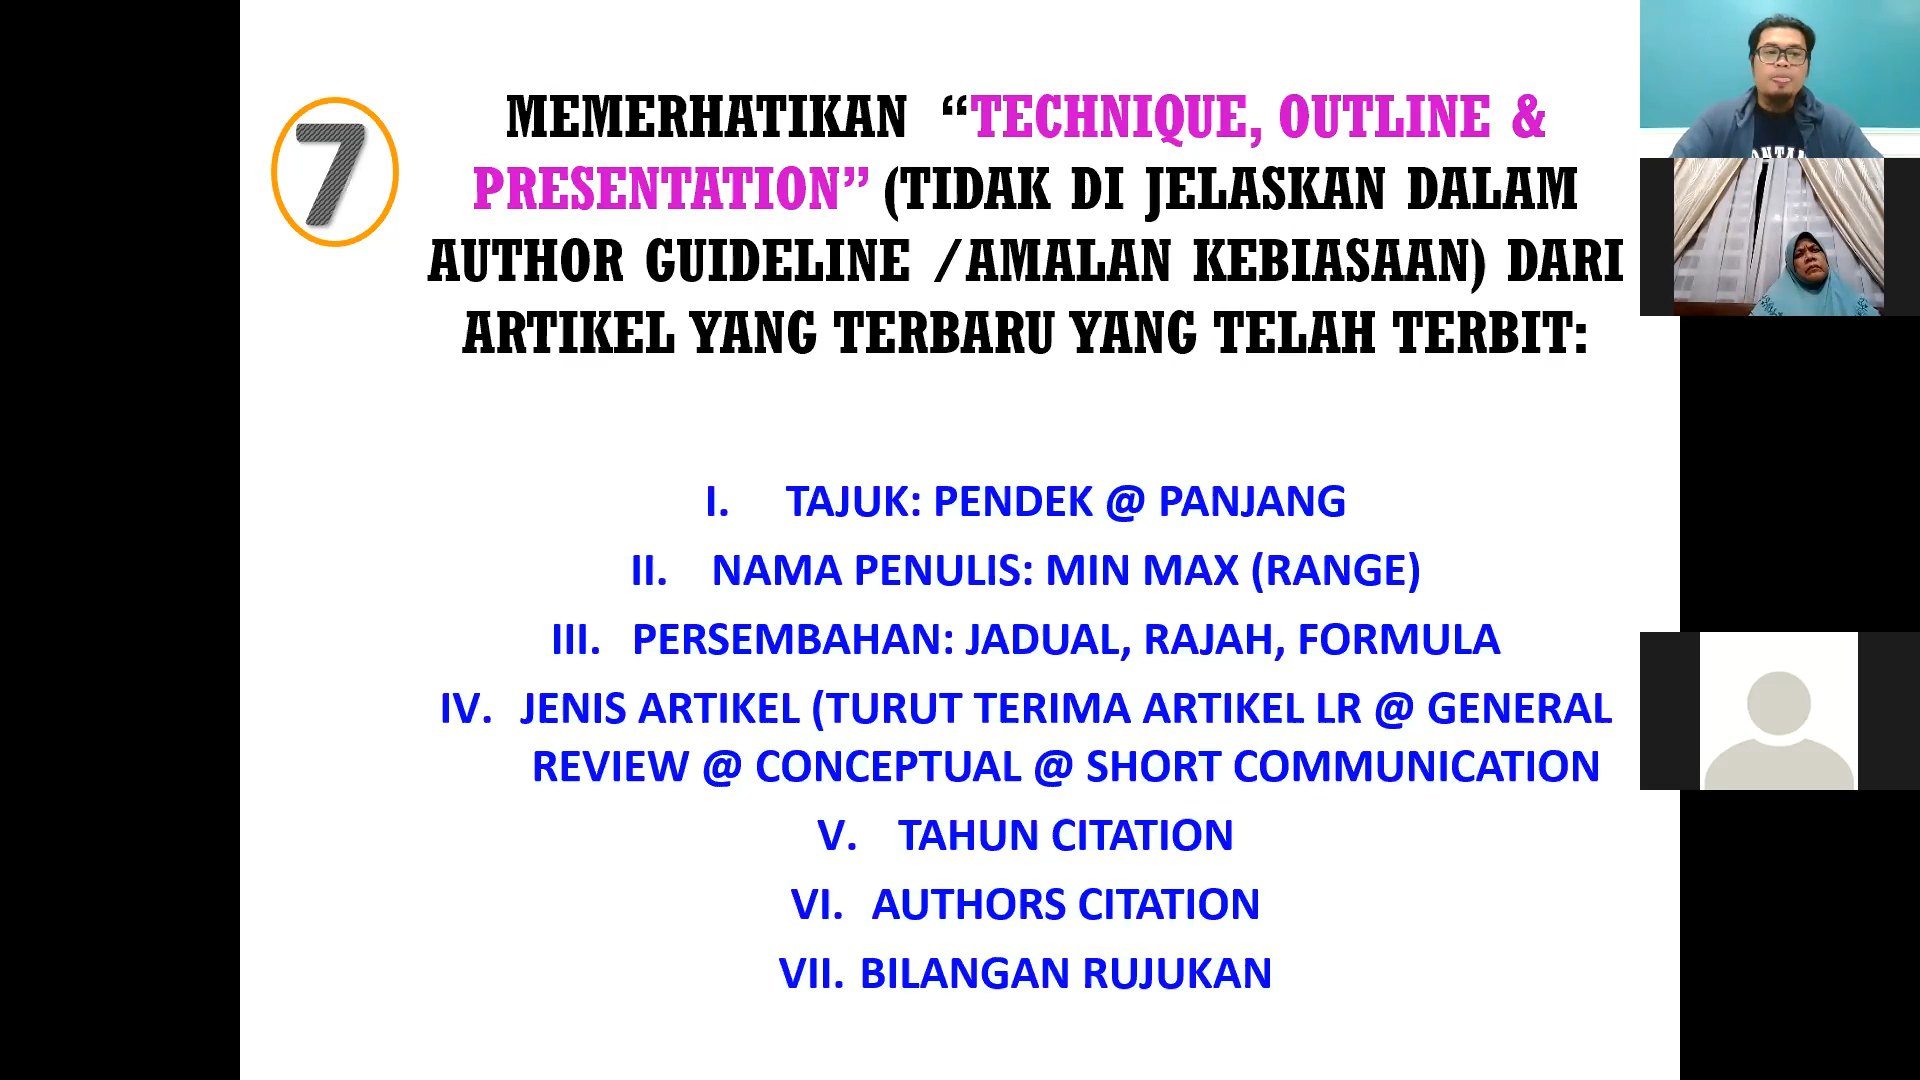 7
MEMERHATIKAN “TECHNIQUE, OUTLINE &
PRESENTATION” (TIDAK DI JELASKAN DALAM
AUTHOR GUIDELINE /AMALAN KEBIASAAN) DARI
ARTIKEL YANG TERBARU YANG TELAH TERBIT:
I. TAJUK: PENDEK @ PANJANG
II. NAMA PENULIS: MIN MAX (RANGE)
III. PERSEMBAHAN: JADUAL, RAJAH, FORMULA
IV. JENIS ARTIKEL (TURUT TERIMA ARTIKEL LR @ GENERAL
REVIEW @ CONCEPTUAL @ SHORT COMMUNICATION
V. TAHUN CITATION
VI. AUTHORS CITATION
VII. BILANGAN RUJUKAN